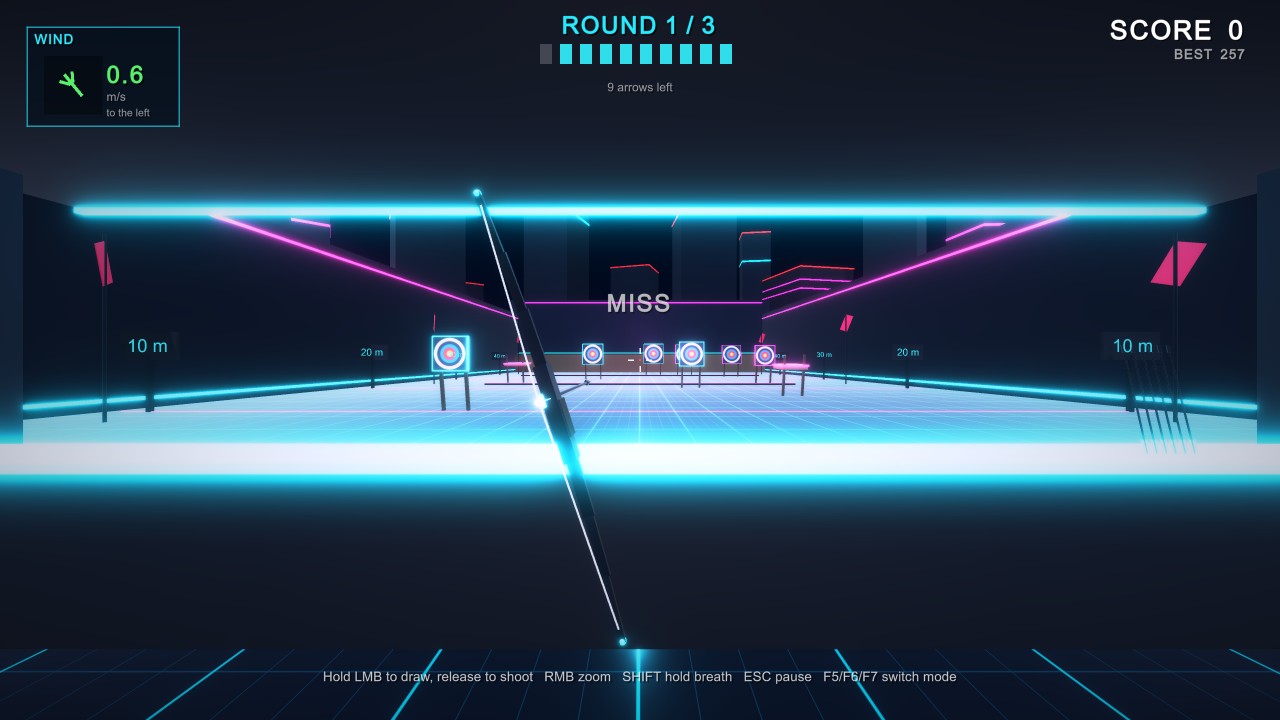 WIND
0.6
m/s
to the left
ROUND 1 / 3
9 arrows left
SCORE 0
BEST 257
MISS
10 m
20 m
40 m
30 m
20 m
10 m
Hold LMB to draw, release to shoot RMB zoom SHIFT hold breath ESC pause F5/F6/F7 switch mode